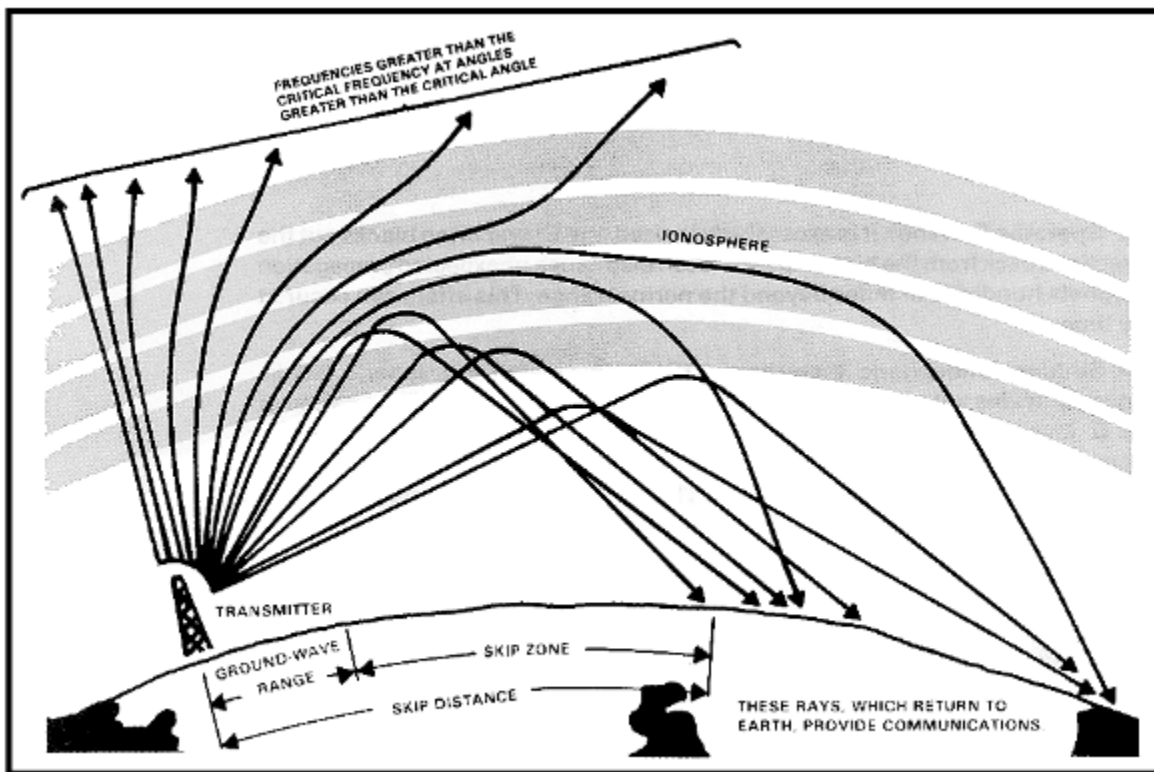 FREQUENCIES GREATER THAN THE
CRITICAL FREQUENCY AT ANGLES
GREATER THAN THE CRITICAL ANGLE
IONOSPHERE
TRANSMITTER
GROUND-WAVE
RANGE
SKIP ZONE
SKIP DISTANCE
THESE RAYS, WHICH RETURN TO
EARTH, PROVIDE COMMUNICATIONS.